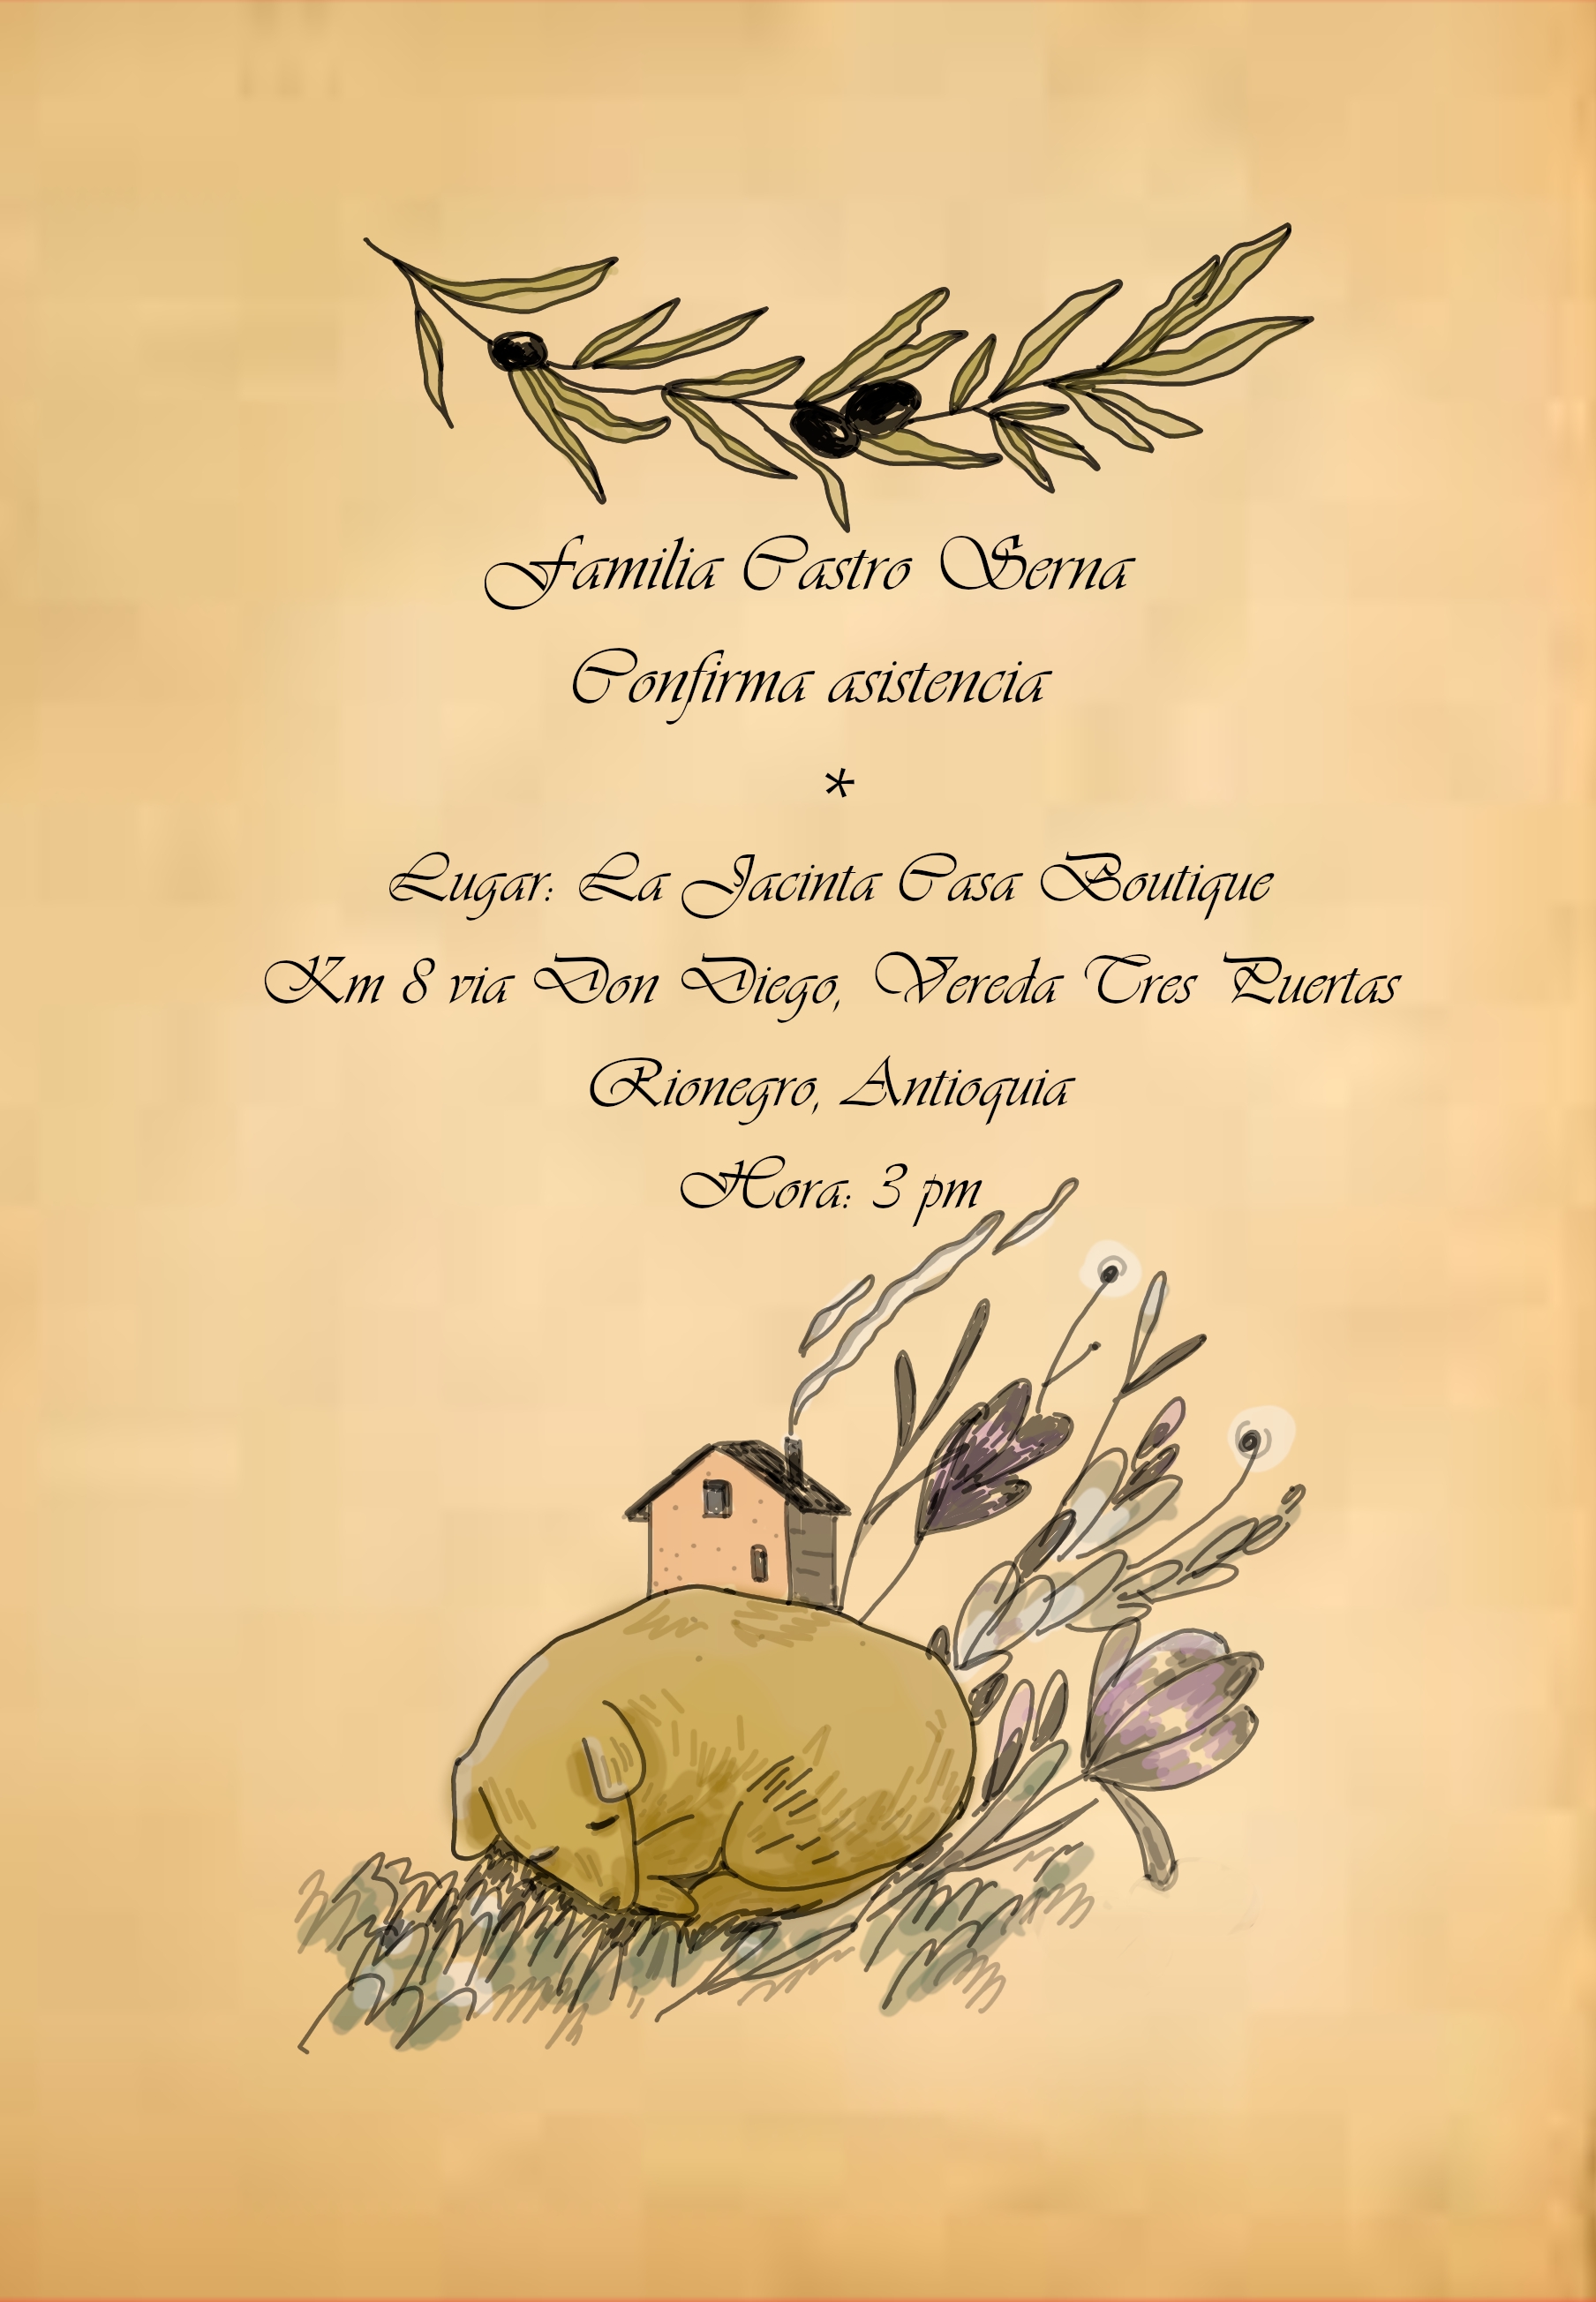 Familia Castro Serna
Confirma asistencia
*
Lugar: La Jacinta Casa Boutique
Km 8 via Don Diego, Vereda Tres Puertas
Rionegro, Antioquia
Hora: 3 pm